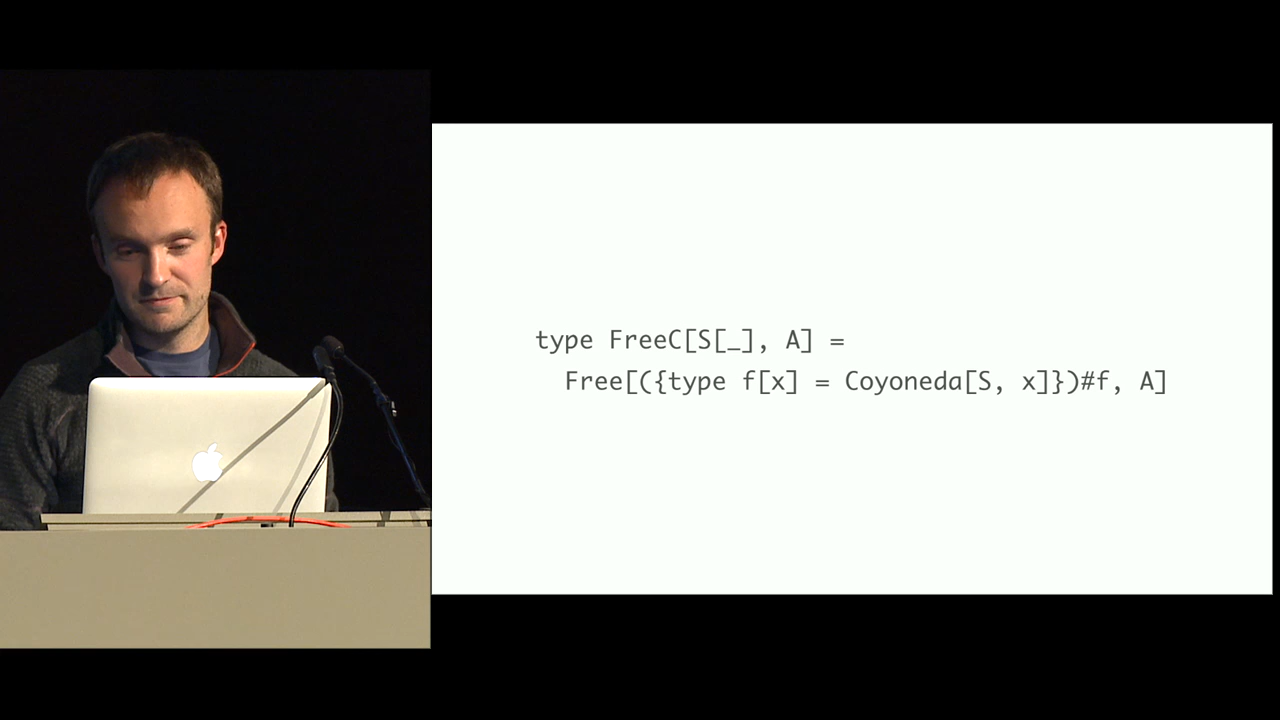 type FreeC[S[_], A] =
Free[({type f[x] = Coyoneda[S, x]})#f, A]